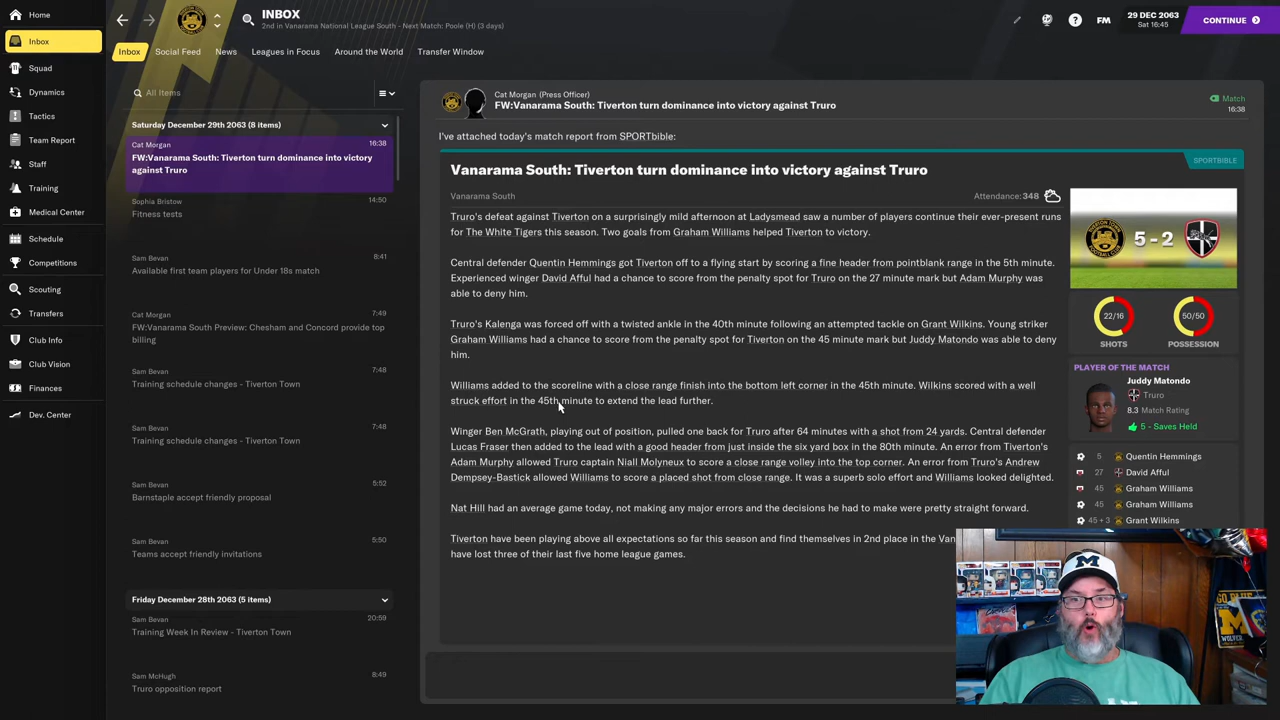 Home
Inbox
Squad
Dynamics
Tactics
Team Report
Staff
Training
Medical Center
Schedule
Competitions
Scouting
Transfers
Club Info
Club Vision
Finances
Dev. Center
INBOX
2nd in Vanarama National League South - Next Match: Poole (H) (3 days)
FM
29 DEC 2063
Sat 16:45
CONTINUE
Inbox
Social Feed
News
Leagues in Focus
Around the World
Transfer Window
All Items
Saturday December 29th 2063 (8 items)
Cat Morgan 16:38
FW:Vanarama South: Tiverton turn dominance into victory
against Truro
Sophia Bristow 14:50
Fitness tests
Sam Bevan 8:41
Available first team players for Under 18s match
Cat Morgan 7:49
FW:Vanarama South Preview: Chesham and Concord provide top
billing
Sam Bevan 7:48
Training schedule changes - Tiverton Town
Sam Bevan 7:48
Training schedule changes - Tiverton Town
Sam Bevan 5:52
Barnstaple accept friendly proposal
Sam Bevan 5:50
Teams accept friendly invitations
Friday December 28th 2063 (5 items)
Sam Bevan 20:59
Training Week In Review - Tiverton Town
Sam McHugh 8:49
Truro opposition report
Cat Morgan (Press Officer)
FW:Vanarama South: Tiverton turn dominance into victory against Truro
Match
16:38
I've attached today's match report from SPORTbible:
SPORTBIBLE
Vanarama South: Tiverton turn dominance into victory against Truro
Vanarama South
Attendance: 348
Truro's defeat against Tiverton on a surprisingly mild afternoon at Ladysmead saw a number of players continue their ever-present runs
for The White Tigers this season. Two goals from Graham Williams helped Tiverton to victory.
Central defender Quentin Hemmings got Tiverton off to a flying start by scoring a fine header from pointblank range in the 5th minute.
Experienced winger David Afful had a chance to score from the penalty spot for Truro on the 27 minute mark but Adam Murphy was
able to deny him.
Truro's Kalenga was forced off with a twisted ankle in the 40th minute following an attempted tackle on Grant Wilkins. Young striker
Graham Williams had a chance to score from the penalty spot for Tiverton on the 45 minute mark but Juddy Matondo was able to deny
him.
Williams added to the scoreline with a close range finish into the bottom left corner in the 45th minute. Wilkins scored with a well
struck effort in the 45th minute to extend the lead further.
Winger Ben McGrath, playing out of position, pulled one back for Truro after 64 minutes with a shot from 24 yards. Central defender
Lucas Fraser then added to the lead with a good header from just inside the six yard box in the 80th minute. An error from Tiverton's
Adam Murphy allowed Truro captain Niall Molyneux to score a close range volley into the top corner. An error from Truro's Andrew
Dempsey-Bastick allowed Williams to score a placed shot from close range. It was a superb solo effort and Williams looked delighted.
Nat Hill had an average game today, not making any major errors and the decisions he had to make were pretty straight forward.
Tiverton have been playing above all expectations so far this season and find themselves in 2nd place in the
have lost three of their last five home league games.
5 - 2
22/16
SHOTS
50/50
POSSESSION
PLAYER OF THE MATCH
Juddy Matondo
Truro
8.3 Match Rating
5 - Saves Held
5 Quentin Hemmings
27 David Afful
45 Graham Williams
45 Graham Williams
45 + 3 Grant Wilkins
M
GO BLUE